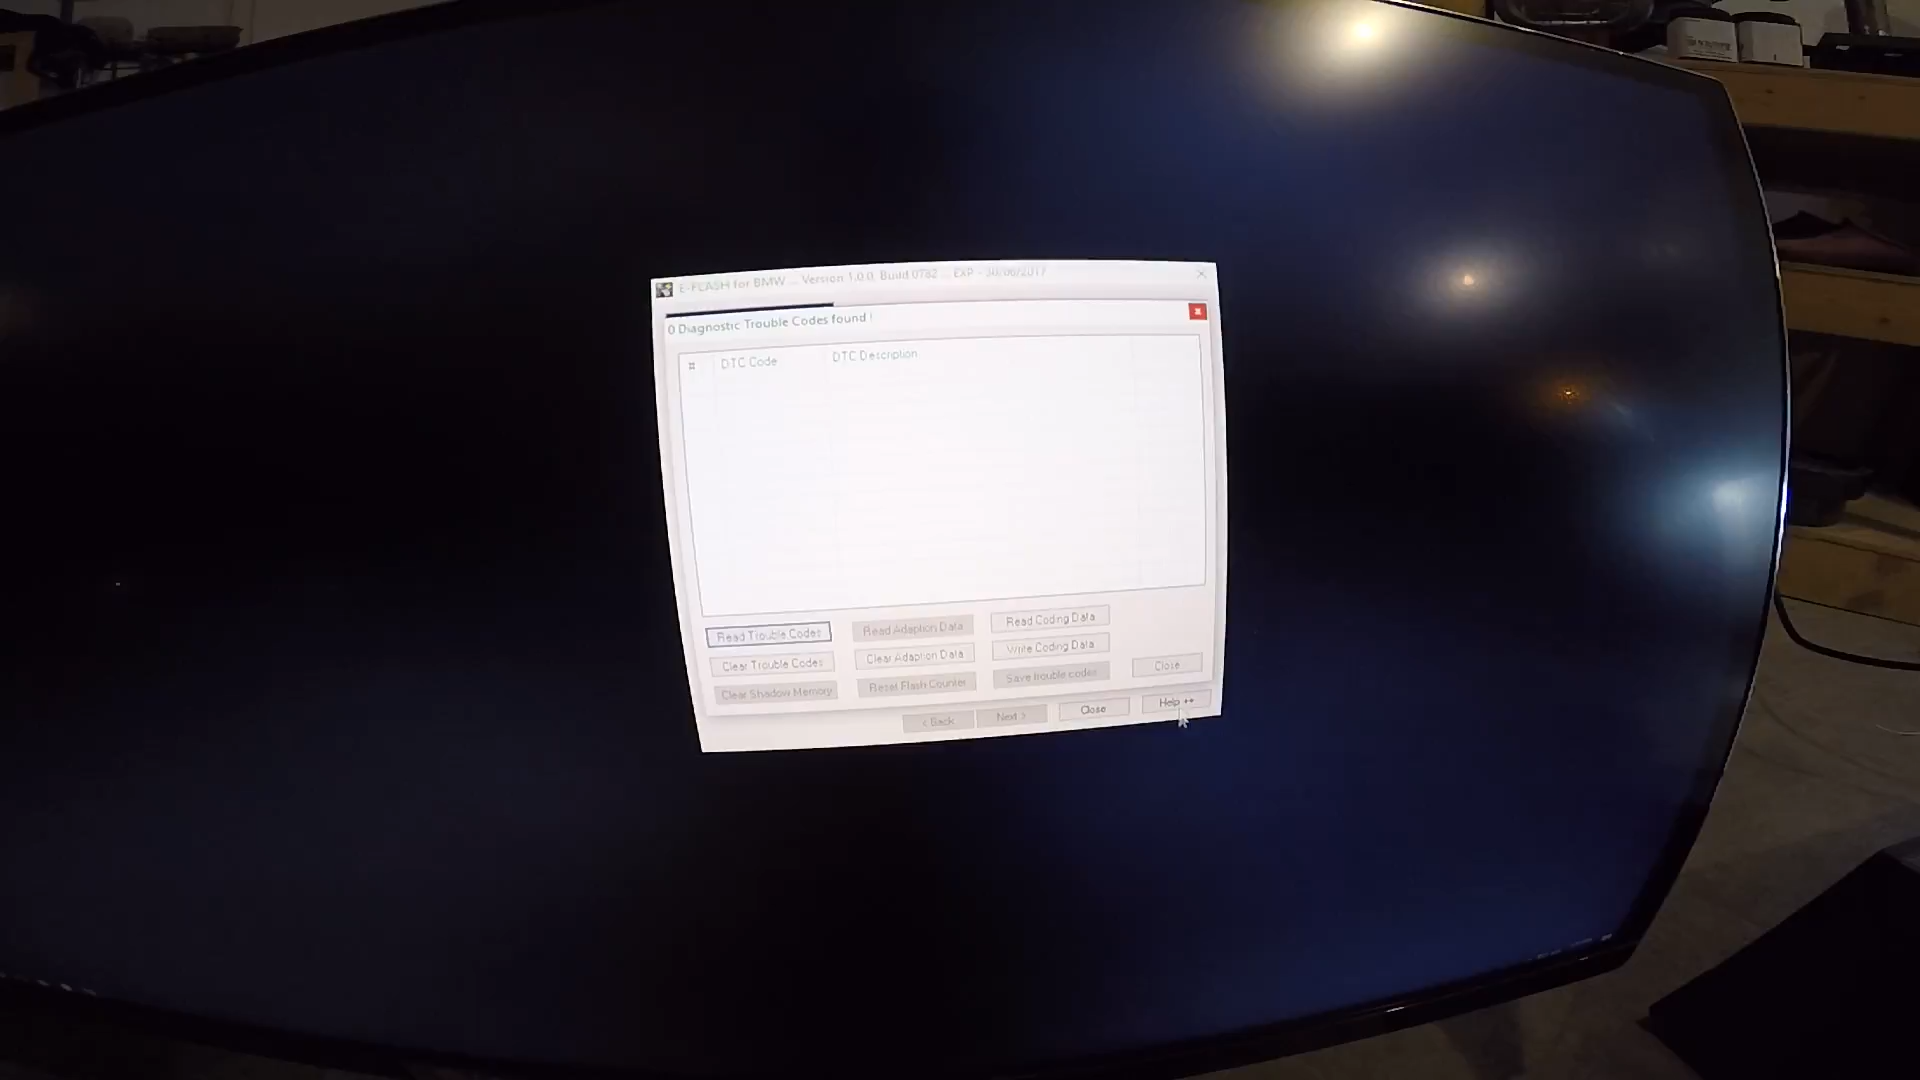 E-FLASH for BMW ... Version 1.0.0, Build 0782 ... EXP - 30/06/2017
0 Diagnostic Trouble Codes found !
# DTC Code DTC Description
Read Trouble Codes Read Adaption Data Read Coding Data
Clear Trouble Codes Clear Adaption Data Write Coding Data
Clear Shadow Memory Reset Flash Counter Save trouble codes Close
< Back Next > Close Help ++